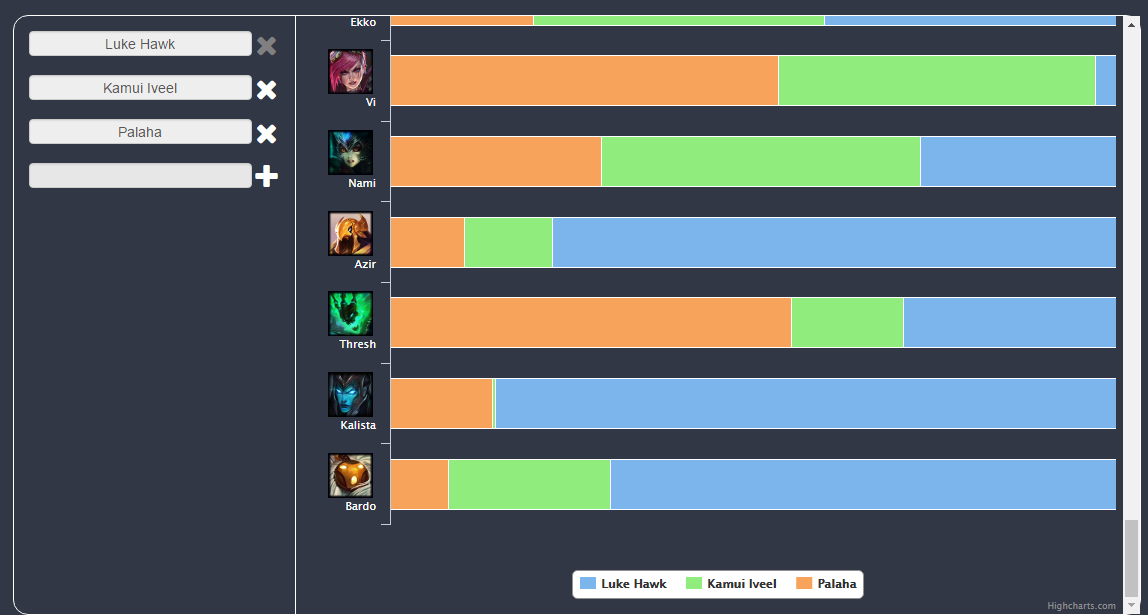 Luke Hawk
Kamui Iveel
Palaha
Ekko
Vi
Nami
Azir
Thresh
Kalista
Bardo
Luke Hawk Kamui Iveel Palaha
Highcharts.com